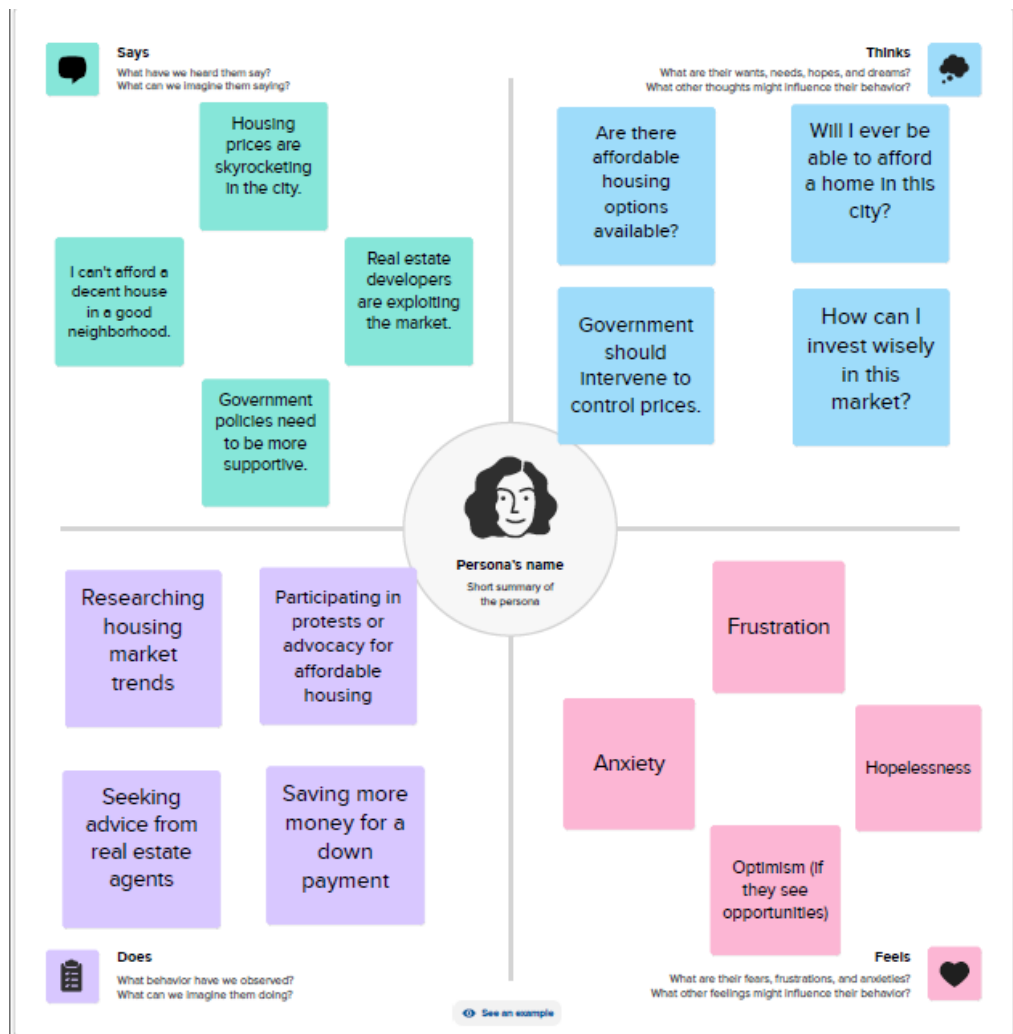 Says
What have we heard them say?
What can we imagine them saying?
Housing
prices are
skyrocketing
in the city.
I can't afford a
decent house
in a good
neighborhood.
Real estate
developers
are exploiting
the market.
Government
policies need
to be more
supportive.
Thinks
What are their wants, needs, hopes, and dreams?
What other thoughts might influence their behavior?
Are there
affordable
housing
options
available?
Will I ever be
able to afford
a home in this
city?
Government
should
intervene to
control prices.
How can I
invest wisely
in this
market?
Persona's name
Short summary of
the persona
Researching
housing
market
trends
Participating in
protests or
advocacy for
affordable
housing
Seeking
advice from
real estate
agents
Saving more
money for a
down
payment
Does
What behavior have we observed?
What can we imagine them doing?
Frustration
Anxiety
Hopelessness
Optimism (if
they see
opportunities)
Feels
What are their fears, frustrations, and anxieties?
What other feelings might influence their behavior?
See an example